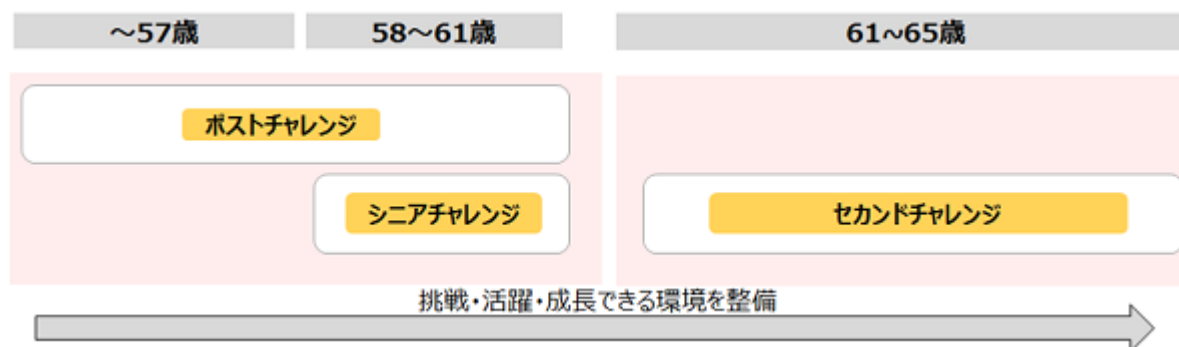 ～57歳
58～61歳
61~65歳
ポストチャレンジ
シニアチャレンジ
セカンドチャレンジ
挑戦・活躍・成長できる環境を整備